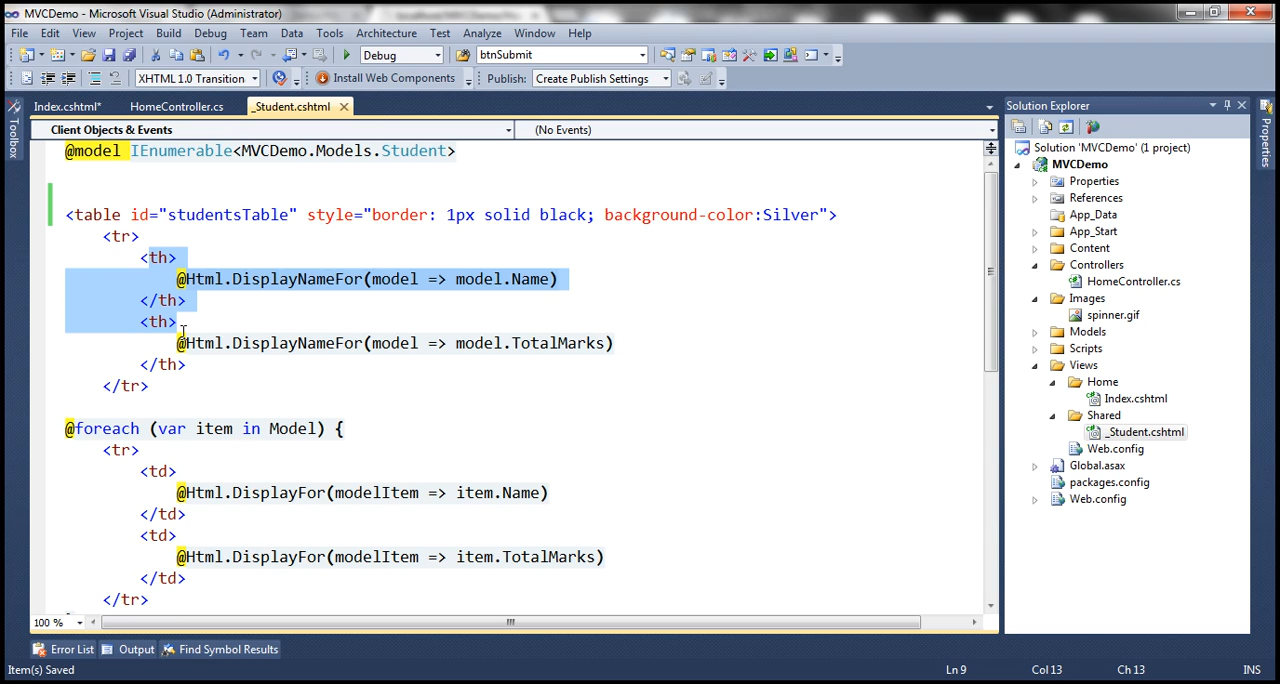 MVCDemo - Microsoft Visual Studio (Administrator)
File Edit View Project Build Debug Team Data Tools Architecture Test Analyze Window Help
Debug btnSubmit
XHTML 1.0 Transition Install Web Components Publish: Create Publish Settings
Index.cshtml* HomeController.cs _Student.cshtml
Client Objects & Events (No Events)
@model IEnumerable<MVCDemo.Models.Student>
<table id="studentsTable" style="border: 1px solid black; background-color:Silver">
<tr>
<th>
@Html.DisplayNameFor(model => model.Name)
</th>
<th>
@Html.DisplayNameFor(model => model.TotalMarks)
</th>
</tr>
@foreach (var item in Model) {
<tr>
<td>
@Html.DisplayFor(modelItem => item.Name)
</td>
<td>
@Html.DisplayFor(modelItem => item.TotalMarks)
</td>
</tr>
100 %
Toolbox
Solution Explorer
Solution 'MVCDemo' (1 project)
MVCDemo
Properties
References
App_Data
App_Start
Content
Controllers
HomeController.cs
Images
spinner.gif
Models
Scripts
Views
Home
Index.cshtml
Shared
_Student.cshtml
Web.config
Global.asax
packages.config
Web.config
Properties
Error List Output Find Symbol Results
Item(s) Saved Ln 9 Col 13 Ch 13 INS